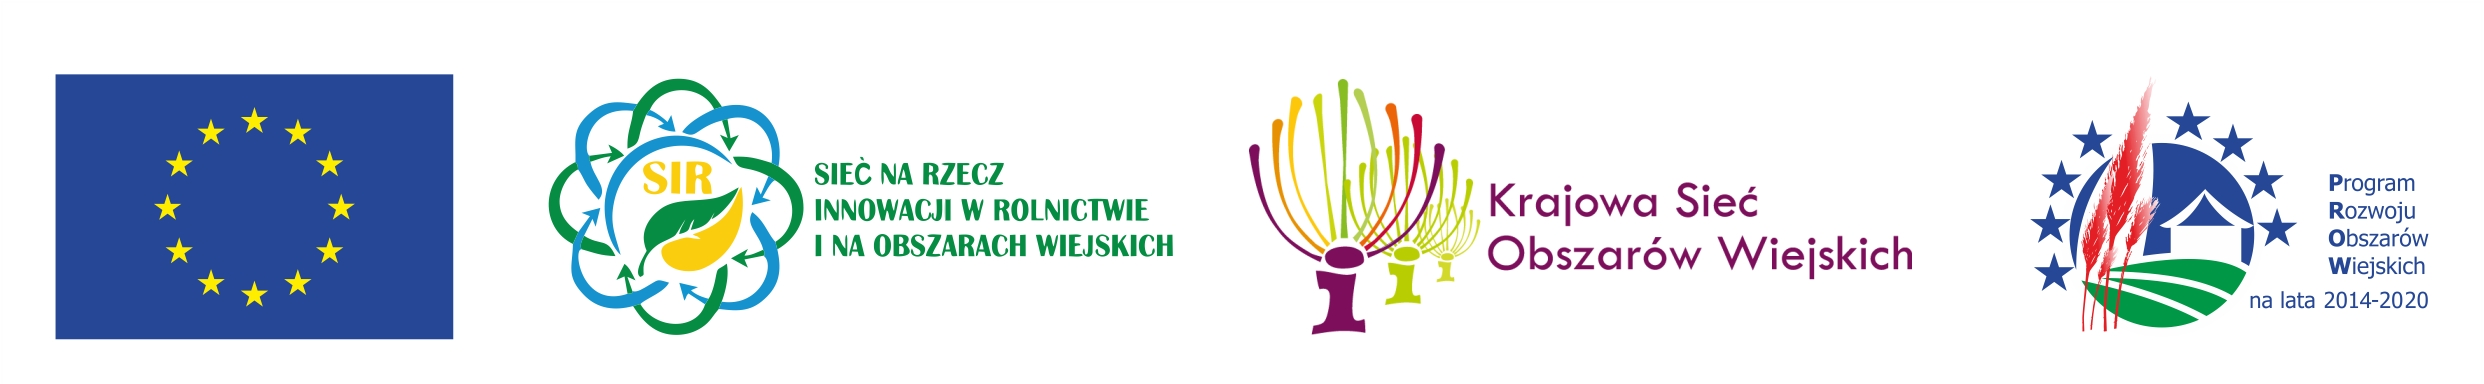 SIR
SIEĆ NA RZECZ
INNOWACJI W ROLNICTWIE
I NA OBSZARACH WIEJSKICH
Krajowa Sieć
Obszarów Wiejskich
Program
Rozwoju
Obszarów
Wiejskich
na lata 2014-2020